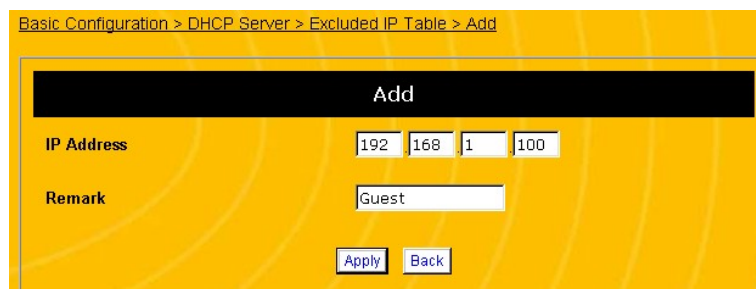 Basic Configuration > DHCP Server > Excluded IP Table > Add
Add
IP Address 192.168.1.100
Remark Guest
Apply Back